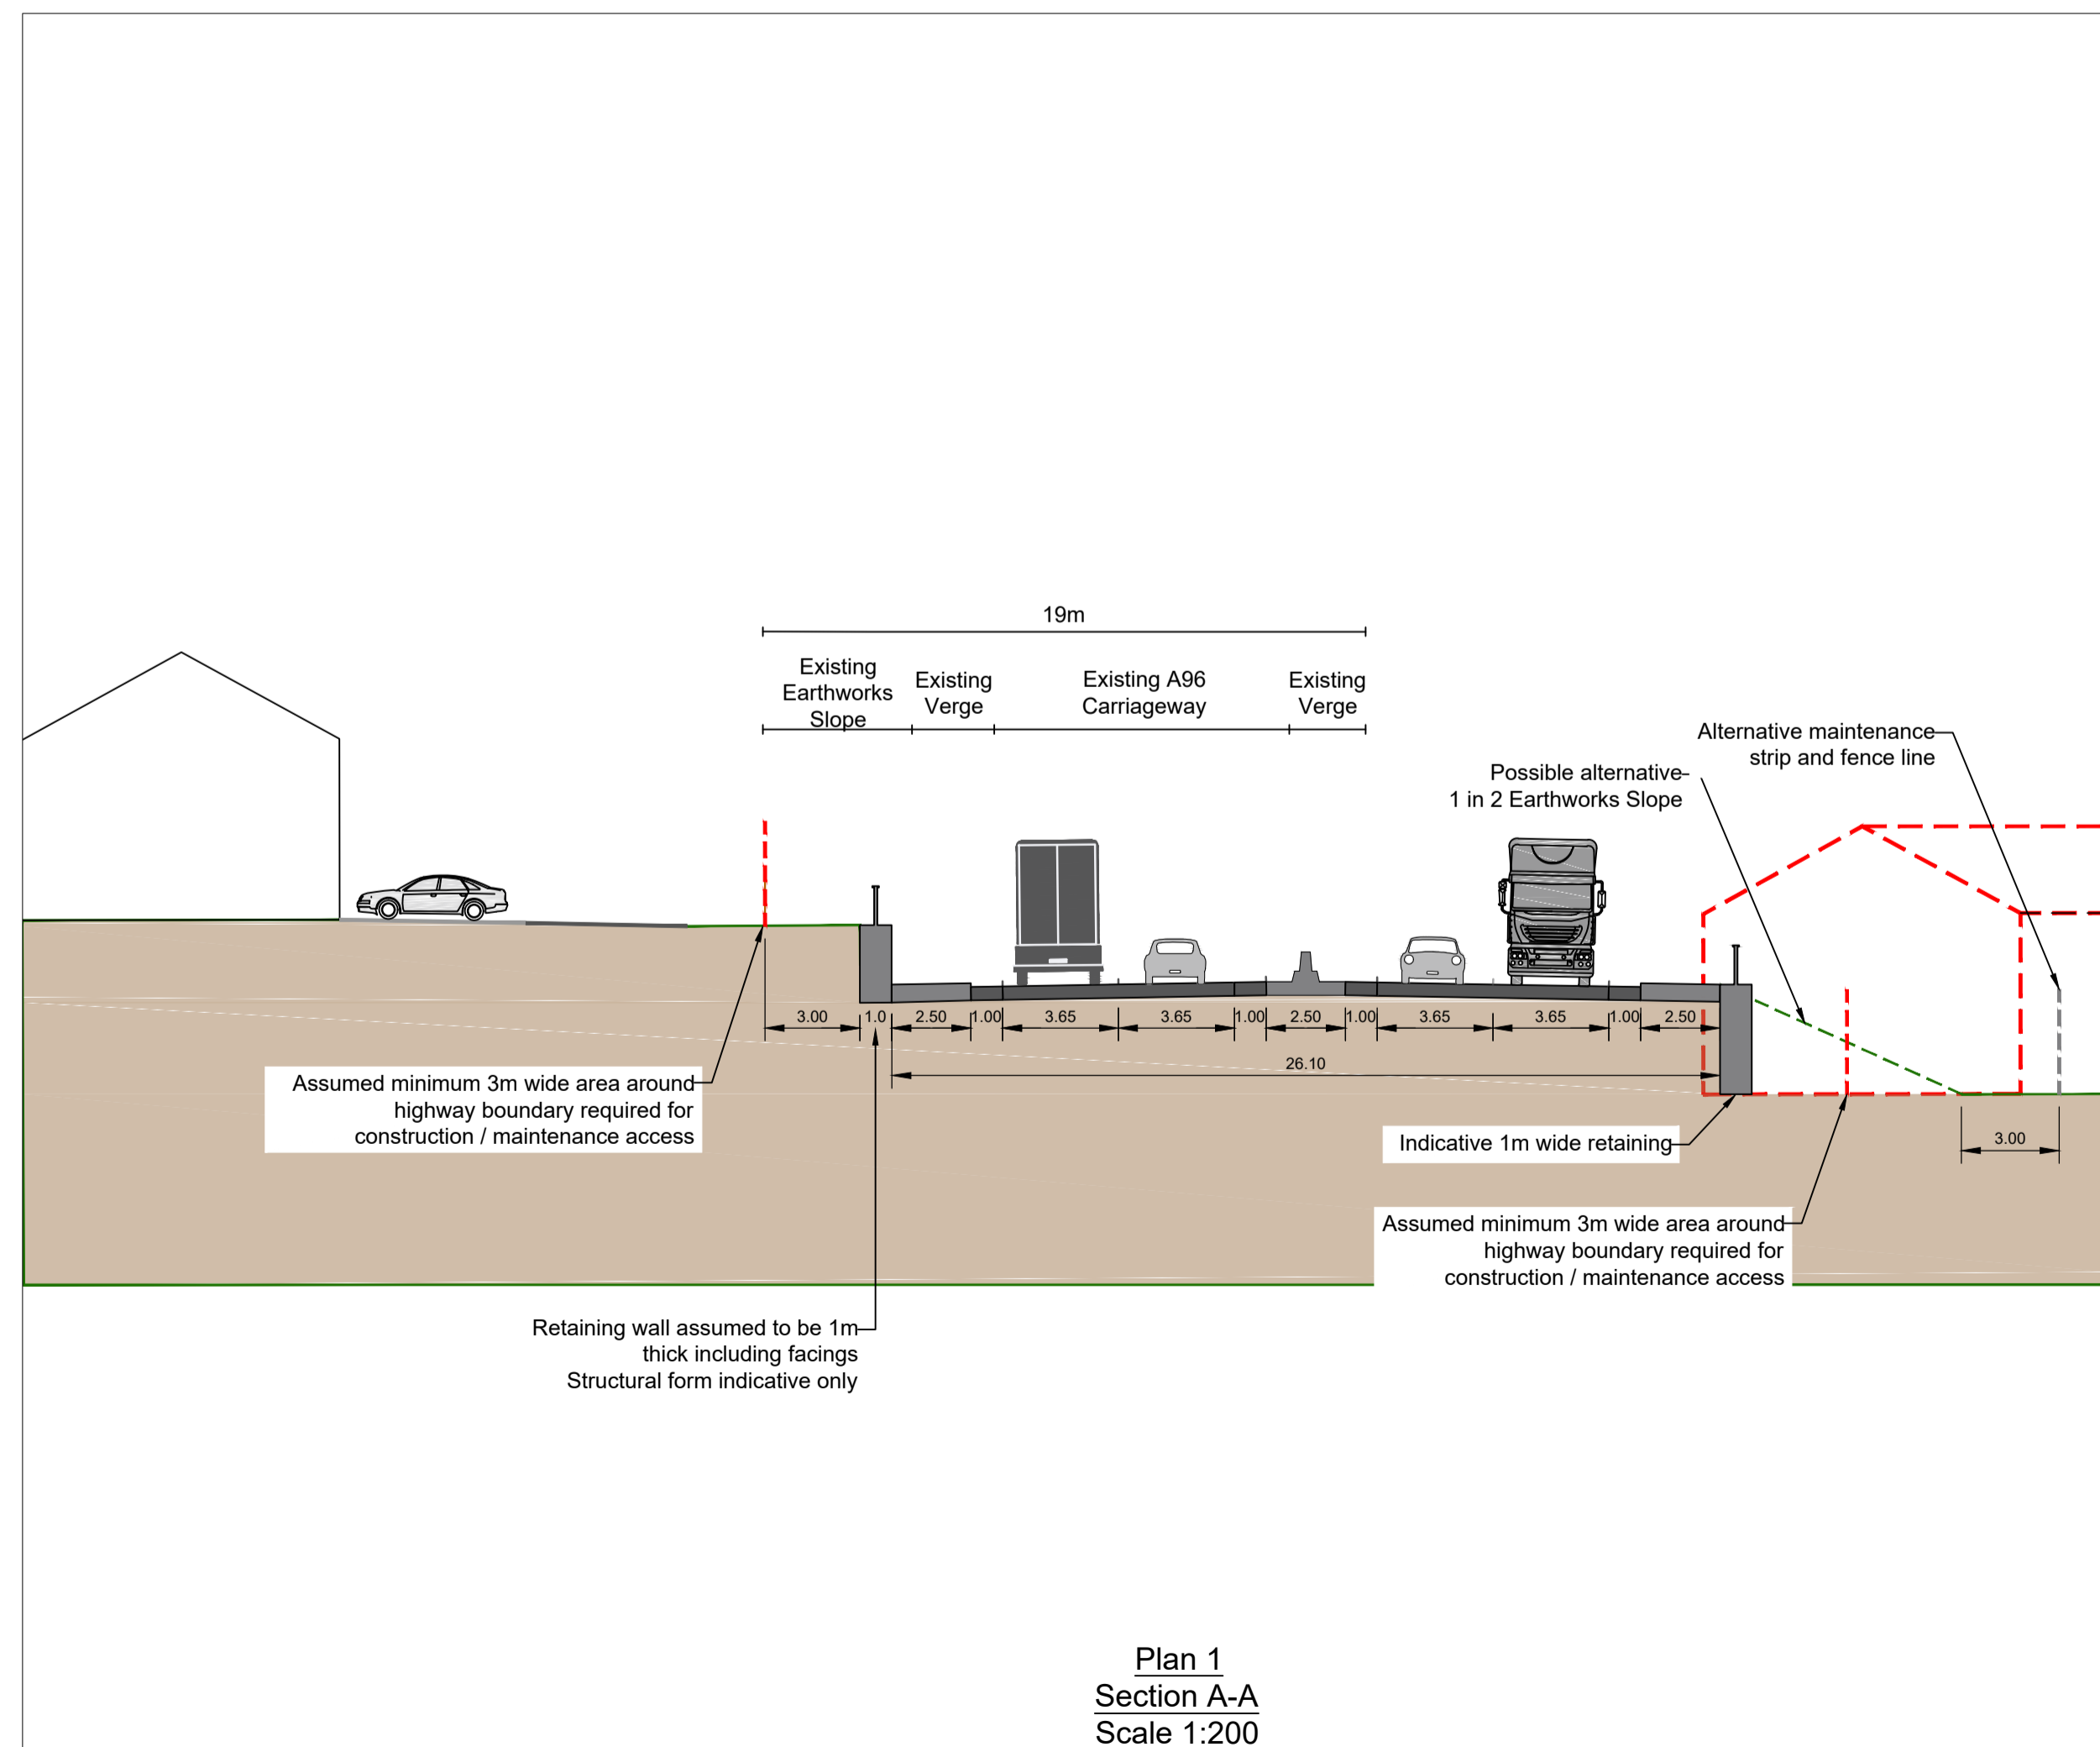 19m
Existing
Earthworks
Slope
Existing
Verge
Existing A96
Carriageway
Existing
Verge
Alternative maintenance
strip and fence line
Possible alternative
1 in 2 Earthworks Slope
3.00
1.0
2.50
1.00
3.65
3.65
1.00
2.50
1.00
3.65
3.65
1.00
2.50
26.10
Assumed minimum 3m wide area around
highway boundary required for
construction / maintenance access
Indicative 1m wide retaining
3.00
Assumed minimum 3m wide area around
highway boundary required for
construction / maintenance access
Retaining wall assumed to be 1m
thick including facings
Structural form indicative only
Plan 1
Section A-A
Scale 1:200